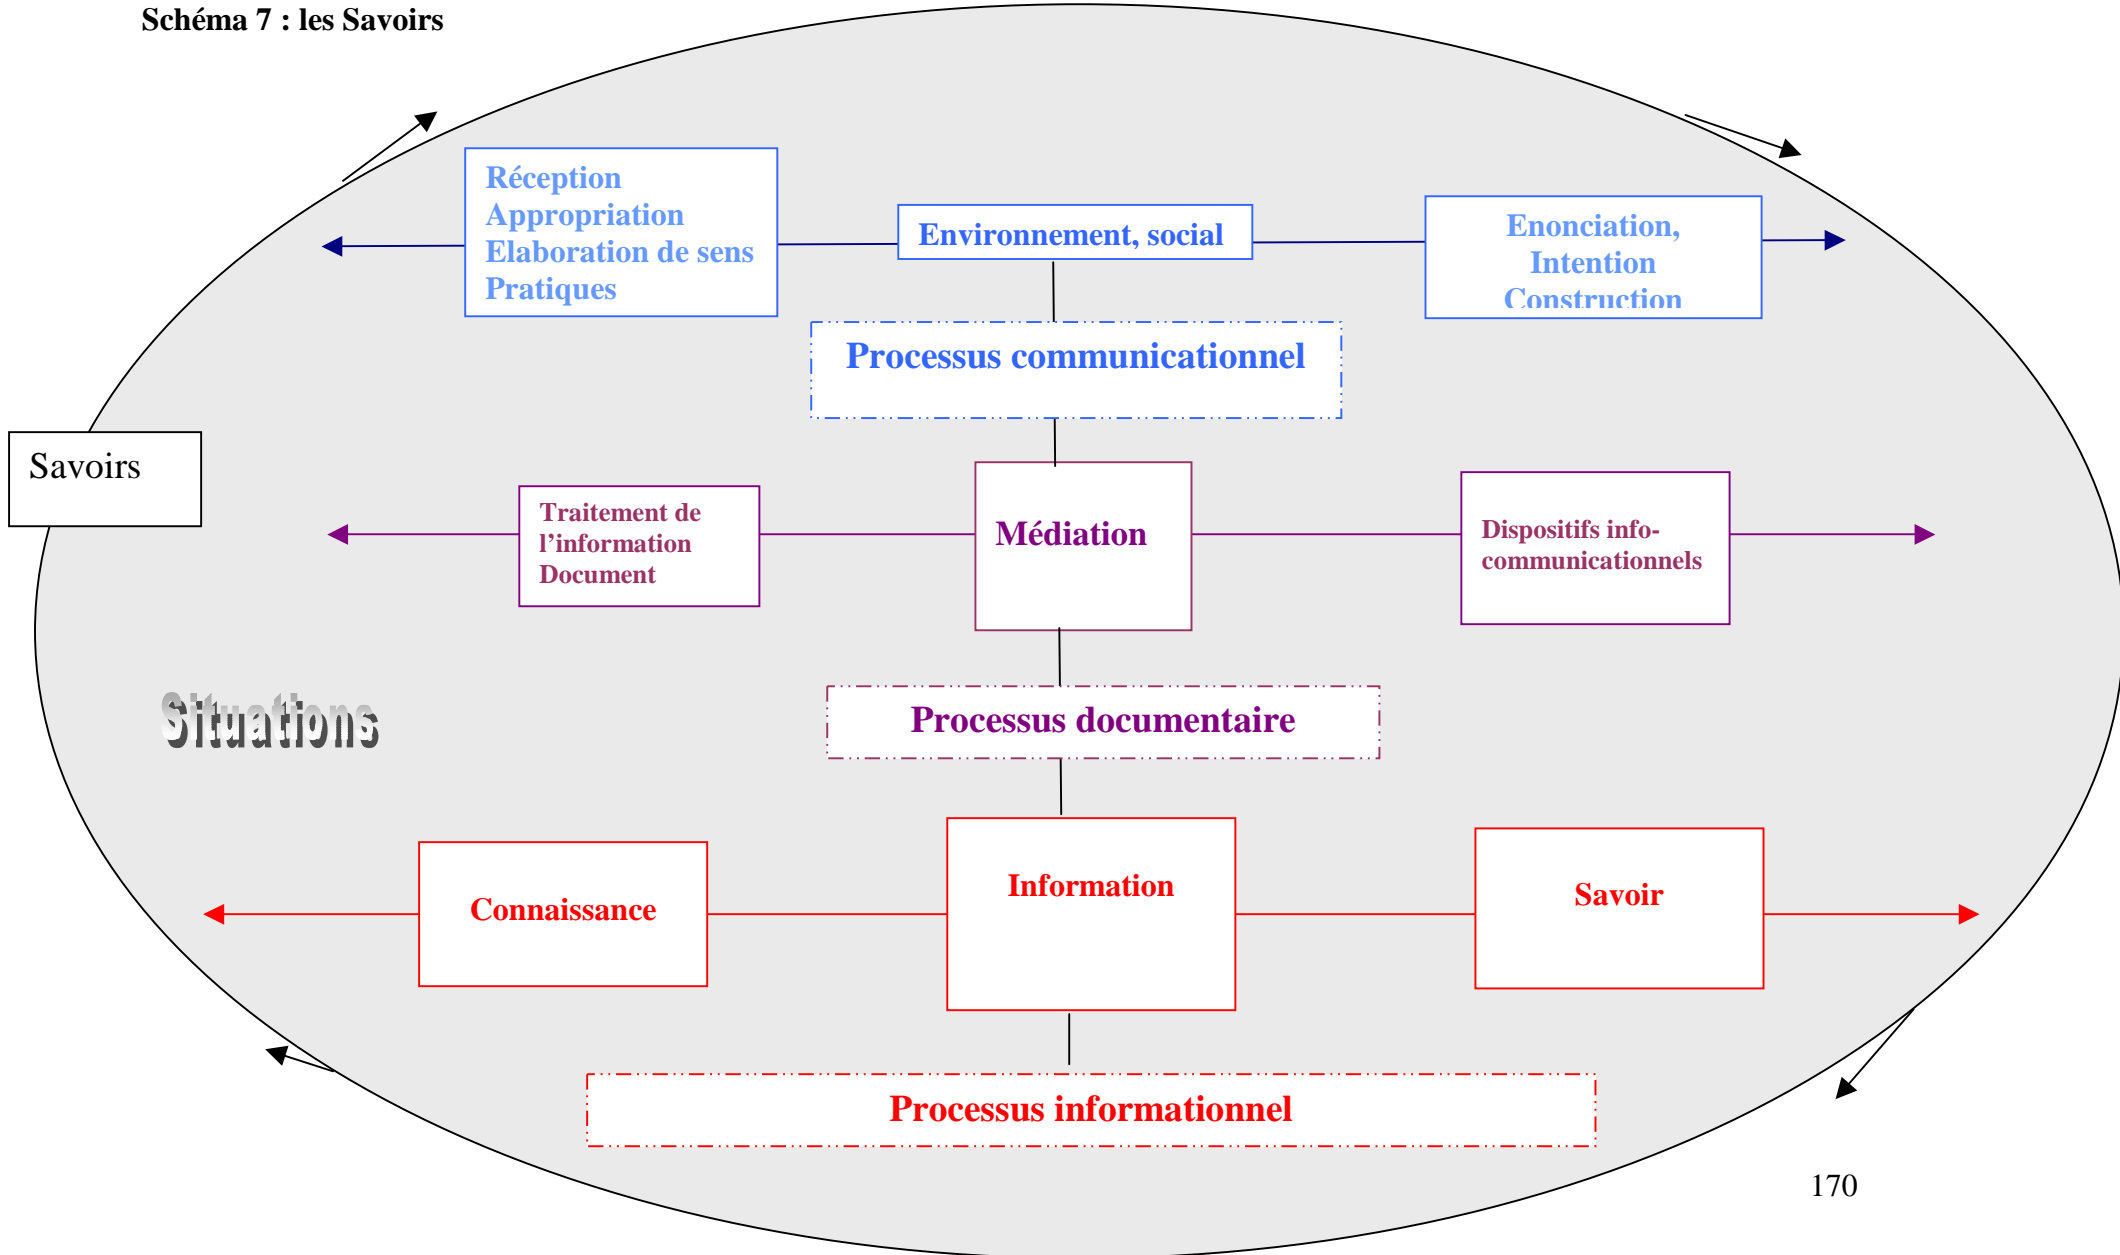 Schéma 7 : les Savoirs
Réception
Appropriation
Elaboration de sens
Pratiques
Environnement, social
Enonciation,
Intention
Construction
Processus communicationnel
Savoirs
Traitement de
l’information
Document
Médiation
Dispositifs info-
communicationnels
Situations
Processus documentaire
Connaissance
Information
Savoir
Processus informationnel
170